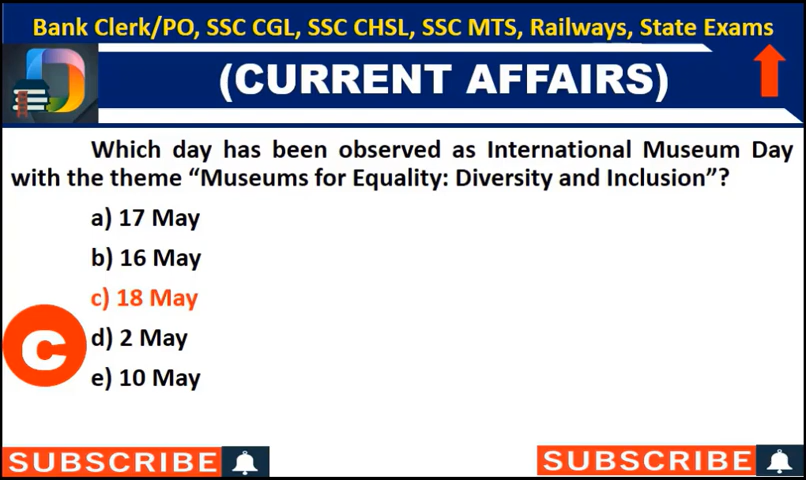 Bank Clerk/PO, SSC CGL, SSC CHSL, SSC MTS, Railways, State Exams
(CURRENT AFFAIRS)
Which day has been observed as International Museum Day
with the theme “Museums for Equality: Diversity and Inclusion”?
a) 17 May
b) 16 May
c) 18 May
d) 2 May
e) 10 May
C
SUBSCRIBE
SUBSCRIBE